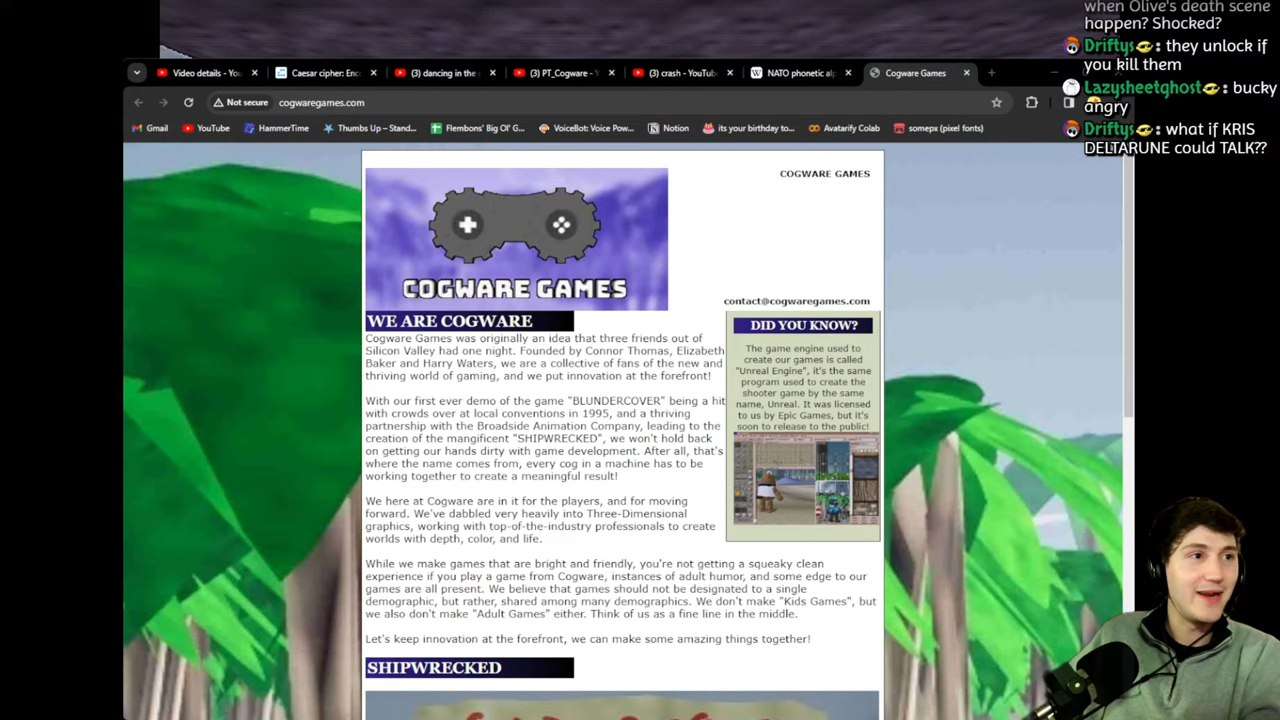 when Olive's death scene
happen? Shocked?
Driftys: they unlock if
you kill them
Lazysheetghost: bucky
angry
Driftys: what if KRIS
DELTARUNE could TALK??
Video details - You
Caesar cipher: Enc
(3) dancing in the
(3) PT_Cogware -
(3) crash - YouTube
NATO phonetic al
Cogware Games
Not secure
cogwaregames.com
Gmail
YouTube
HammerTime
Thumbs Up – Stand...
Flembons' Big Ol' G...
VoiceBot: Voice Pow...
Notion
its your birthday to...
Avatarify Colab
somepx (pixel fonts)
COGWARE GAMES
COGWARE GAMES
contact@cogwaregames.com
WE ARE COGWARE
Cogware Games was originally an idea that three friends out of
Silicon Valley had one night. Founded by Connor Thomas, Elizabeth
Baker and Harry Waters, we are a collective of fans of the new and
thriving world of gaming, and we put innovation at the forefront!
With our first ever demo of the game "BLUNDERCOVER" being a hit
with crowds over at local conventions in 1995, and a thriving
partnership with the Broadside Animation Company, leading to the
creation of the mangificent "SHIPWRECKED", we won't hold back
on getting our hands dirty with game development. After all, that's
where the name comes from, every cog in a machine has to be
working together to create a meaningful result!
We here at Cogware are in it for the players, and for moving
forward. We've dabbled very heavily into Three-Dimensional
graphics, working with top-of-the-industry professionals to create
worlds with depth, color, and life.
While we make games that are bright and friendly, you're not getting a squeaky clean
experience if you play a game from Cogware, instances of adult humor, and some edge to our
games are all present. We believe that games should not be designated to a single
demographic, but rather, shared among many demographics. We don't make "Kids Games", but
we also don't make "Adult Games" either. Think of us as a fine line in the middle.
Let's keep innovation at the forefront, we can make some amazing things together!
DID YOU KNOW?
The game engine used to
create our games is called
"Unreal Engine", it's the same
program used to create the
shooter game by the same
name, Unreal. It was licensed
to us by Epic Games, but it's
soon to release to the public!
SHIPWRECKED